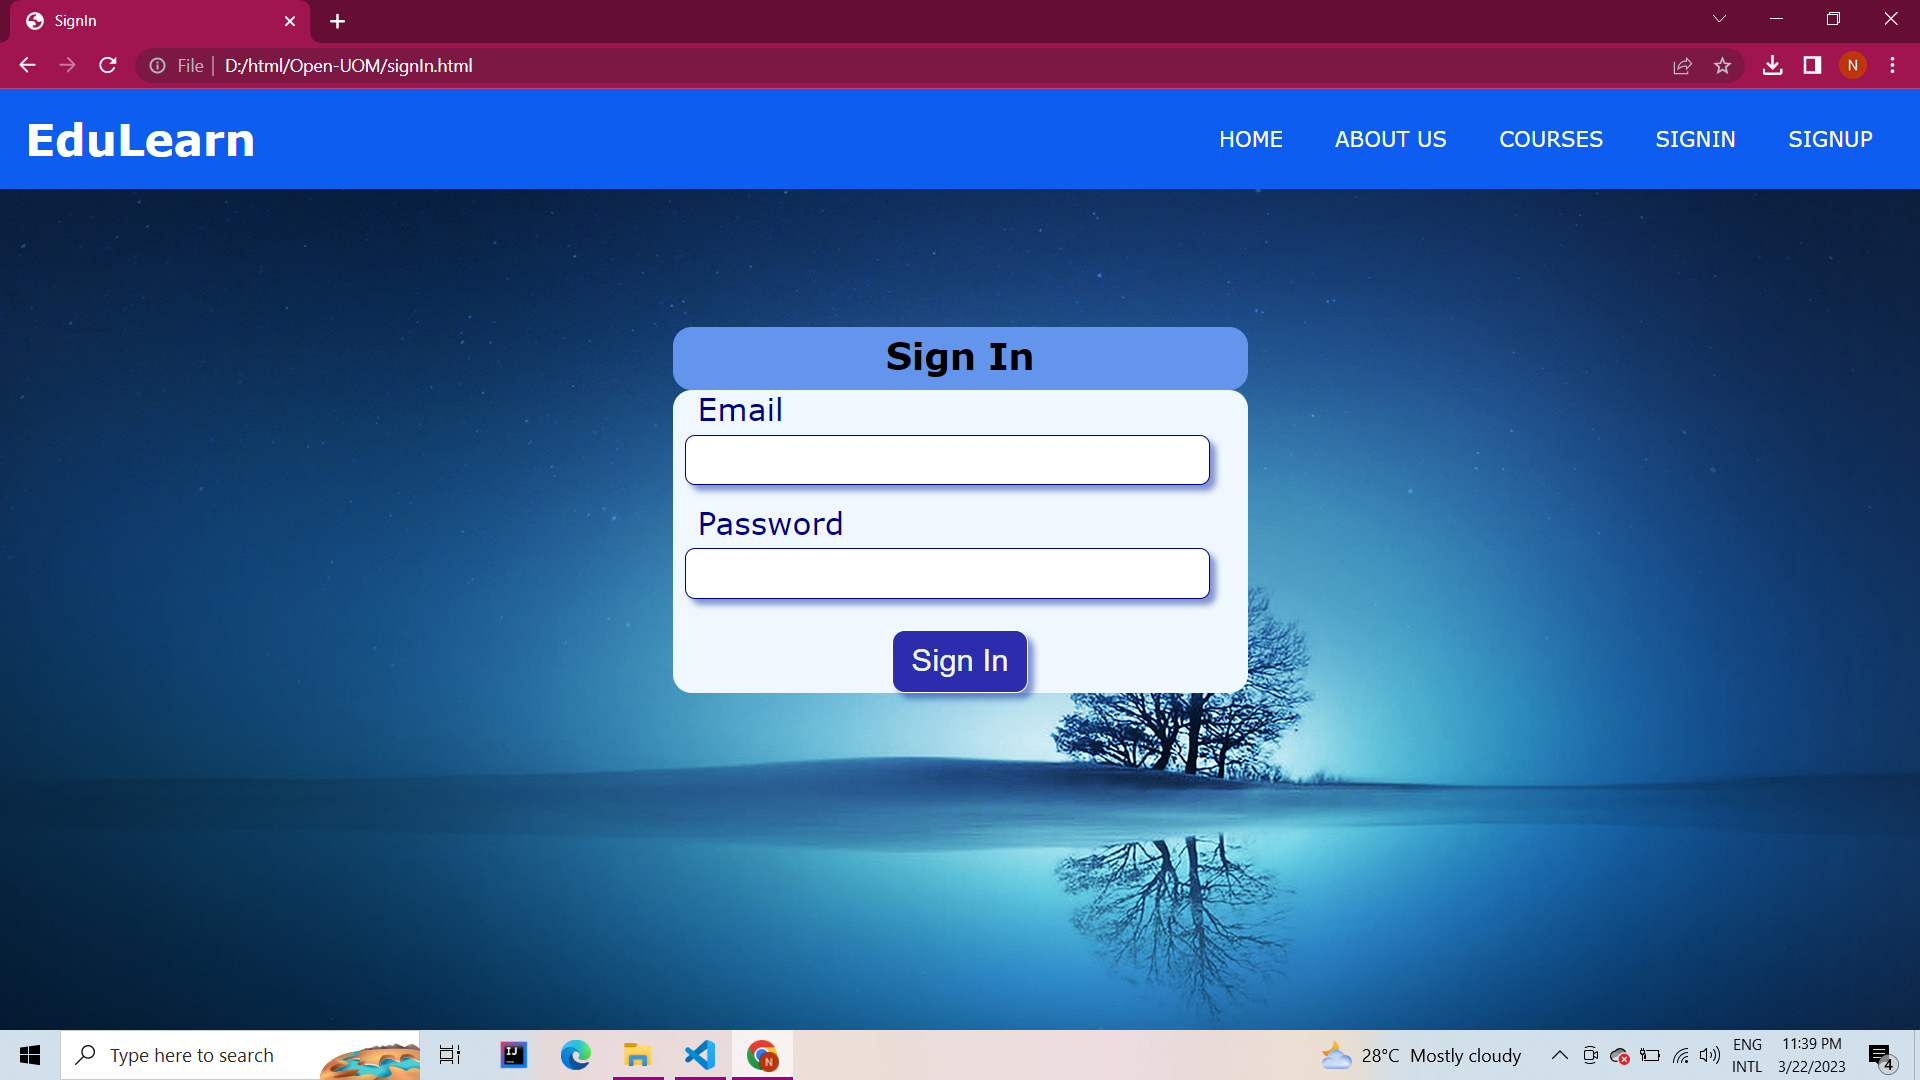 SignIn
File | D:/html/Open-UOM/signIn.html
N
EduLearn
HOME ABOUT US COURSES SIGNIN SIGNUP
Sign In
Email
Password
Sign In
Type here to search
IJ
N
28°C Mostly cloudy
ENG
INTL
11:39 PM
3/22/2023
4